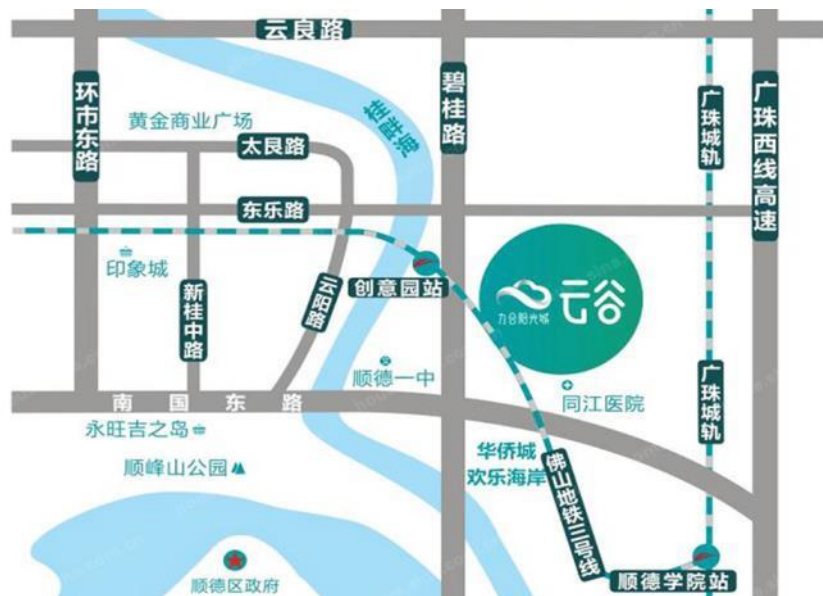 云良路
环市东路
碧桂路
广珠城轨
广珠西线高速
桂畔海
黄金商业广场
太艮路
东乐路
印象城
新桂中路
云阳路
创意园站
力合阳光城
云谷
顺德一中
同江医院
广珠城轨
南国东路
永旺吉之岛
华侨城
欢乐海岸
顺峰山公园
佛山地铁三号线
顺德学院站
顺德区政府